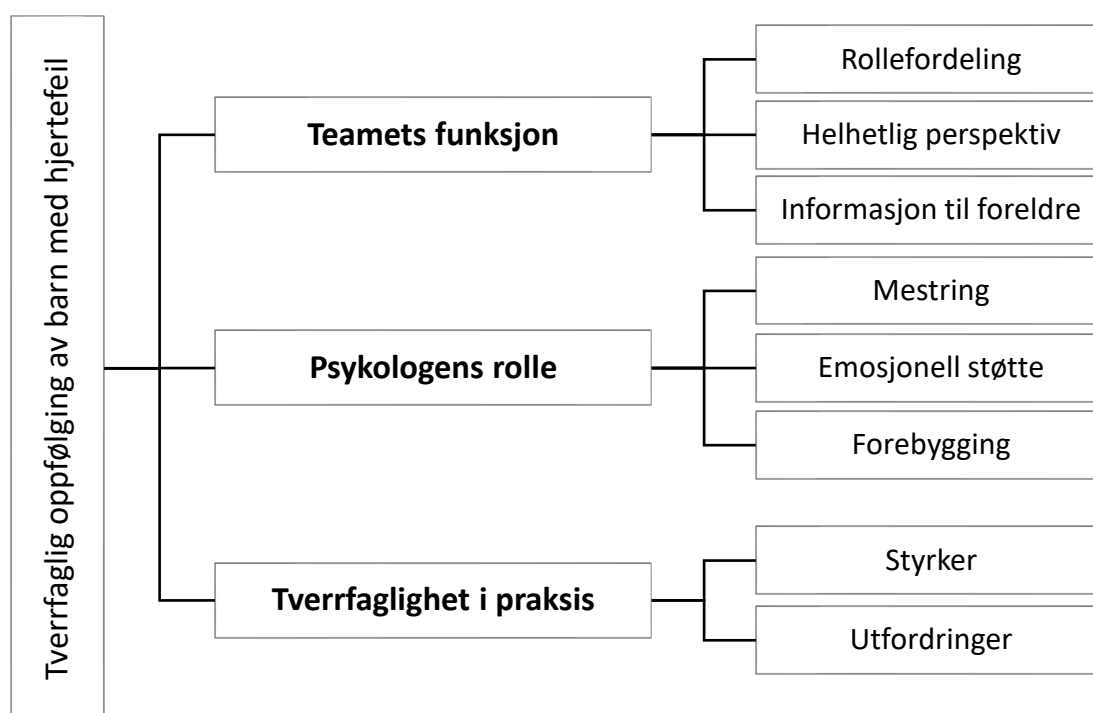 Tverrfaglig oppfølging av barn med hjertefeil
Teamets funksjon
Rollefordeling
Helhetlig perspektiv
Informasjon til foreldre
Psykologens rolle
Mestring
Emosjonell støtte
Forebygging
Tverrfaglighet i praksis
Styrker
Utfordringer